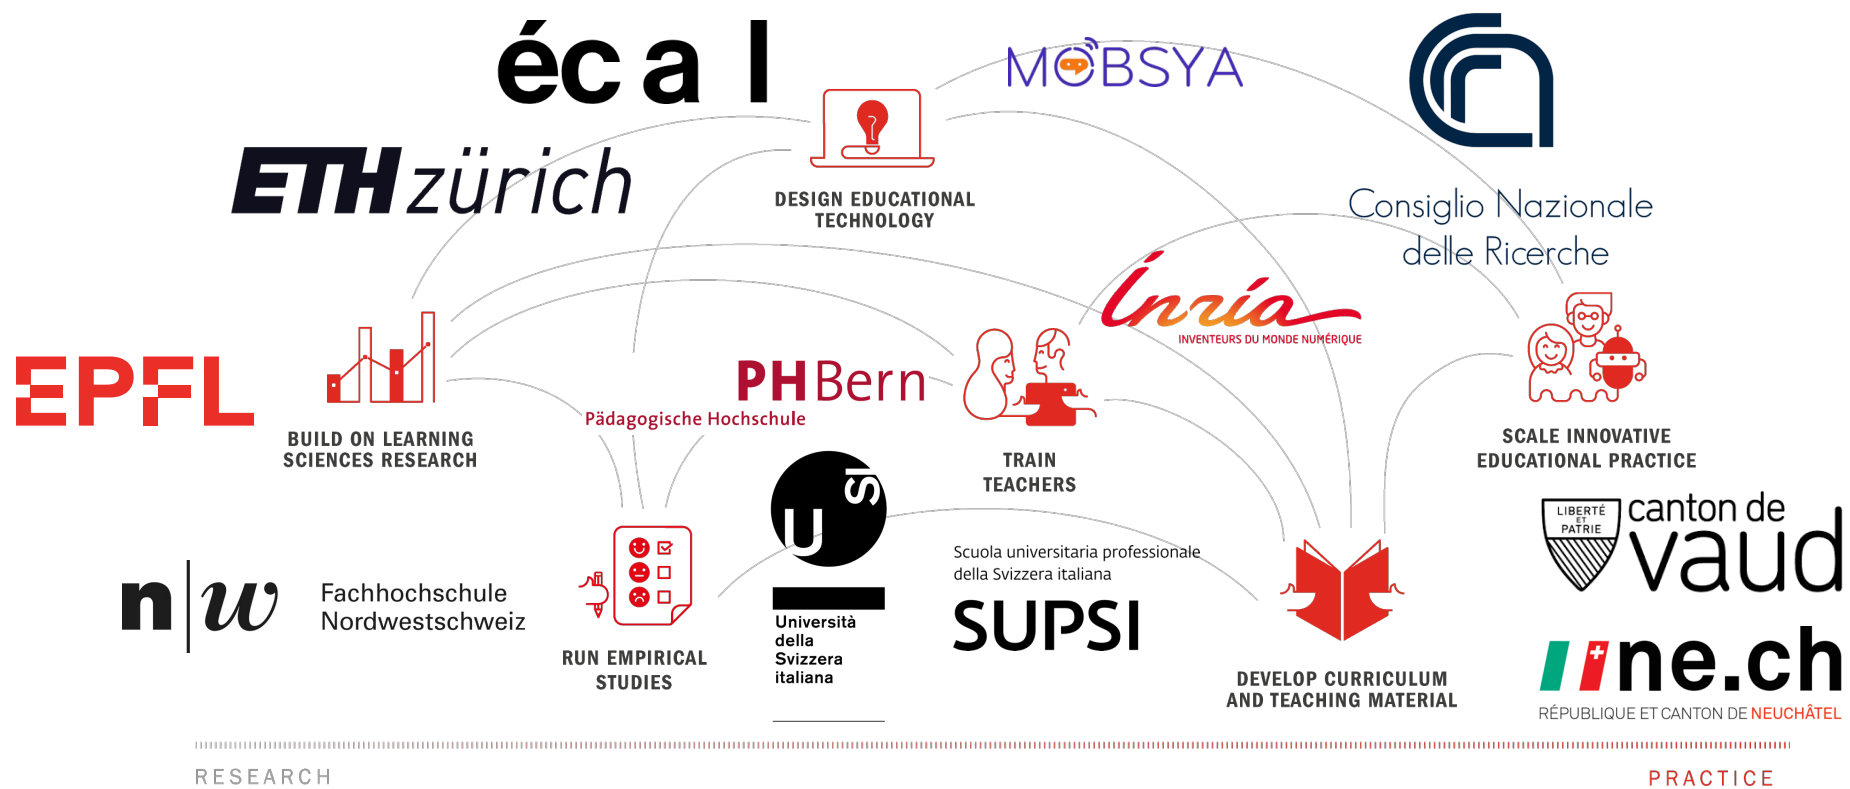 écal
MOBSYA
ETH zürich
DESIGN EDUCATIONAL
TECHNOLOGY
Consiglio Nazionale
delle Ricerche
inria
INVENTEURS DU MONDE NUMÉRIQUE
EPFL
BUILD ON LEARNING
SCIENCES RESEARCH
PHBern
Pädagogische Hochschule
TRAIN
TEACHERS
SCALE INNOVATIVE
EDUCATIONAL PRACTICE
USI
Università
della
Svizzera
italiana
Scuola universitaria professionale
della Svizzera italiana
SUPSI
LIBERTÉ
ET
PATRIE
canton de
vaud
n|w
Fachhochschule
Nordwestschweiz
RUN EMPIRICAL
STUDIES
DEVELOP CURRICULUM
AND TEACHING MATERIAL
ne.ch
RÉPUBLIQUE ET CANTON DE NEUCHÂTEL
RESEARCH
PRACTICE